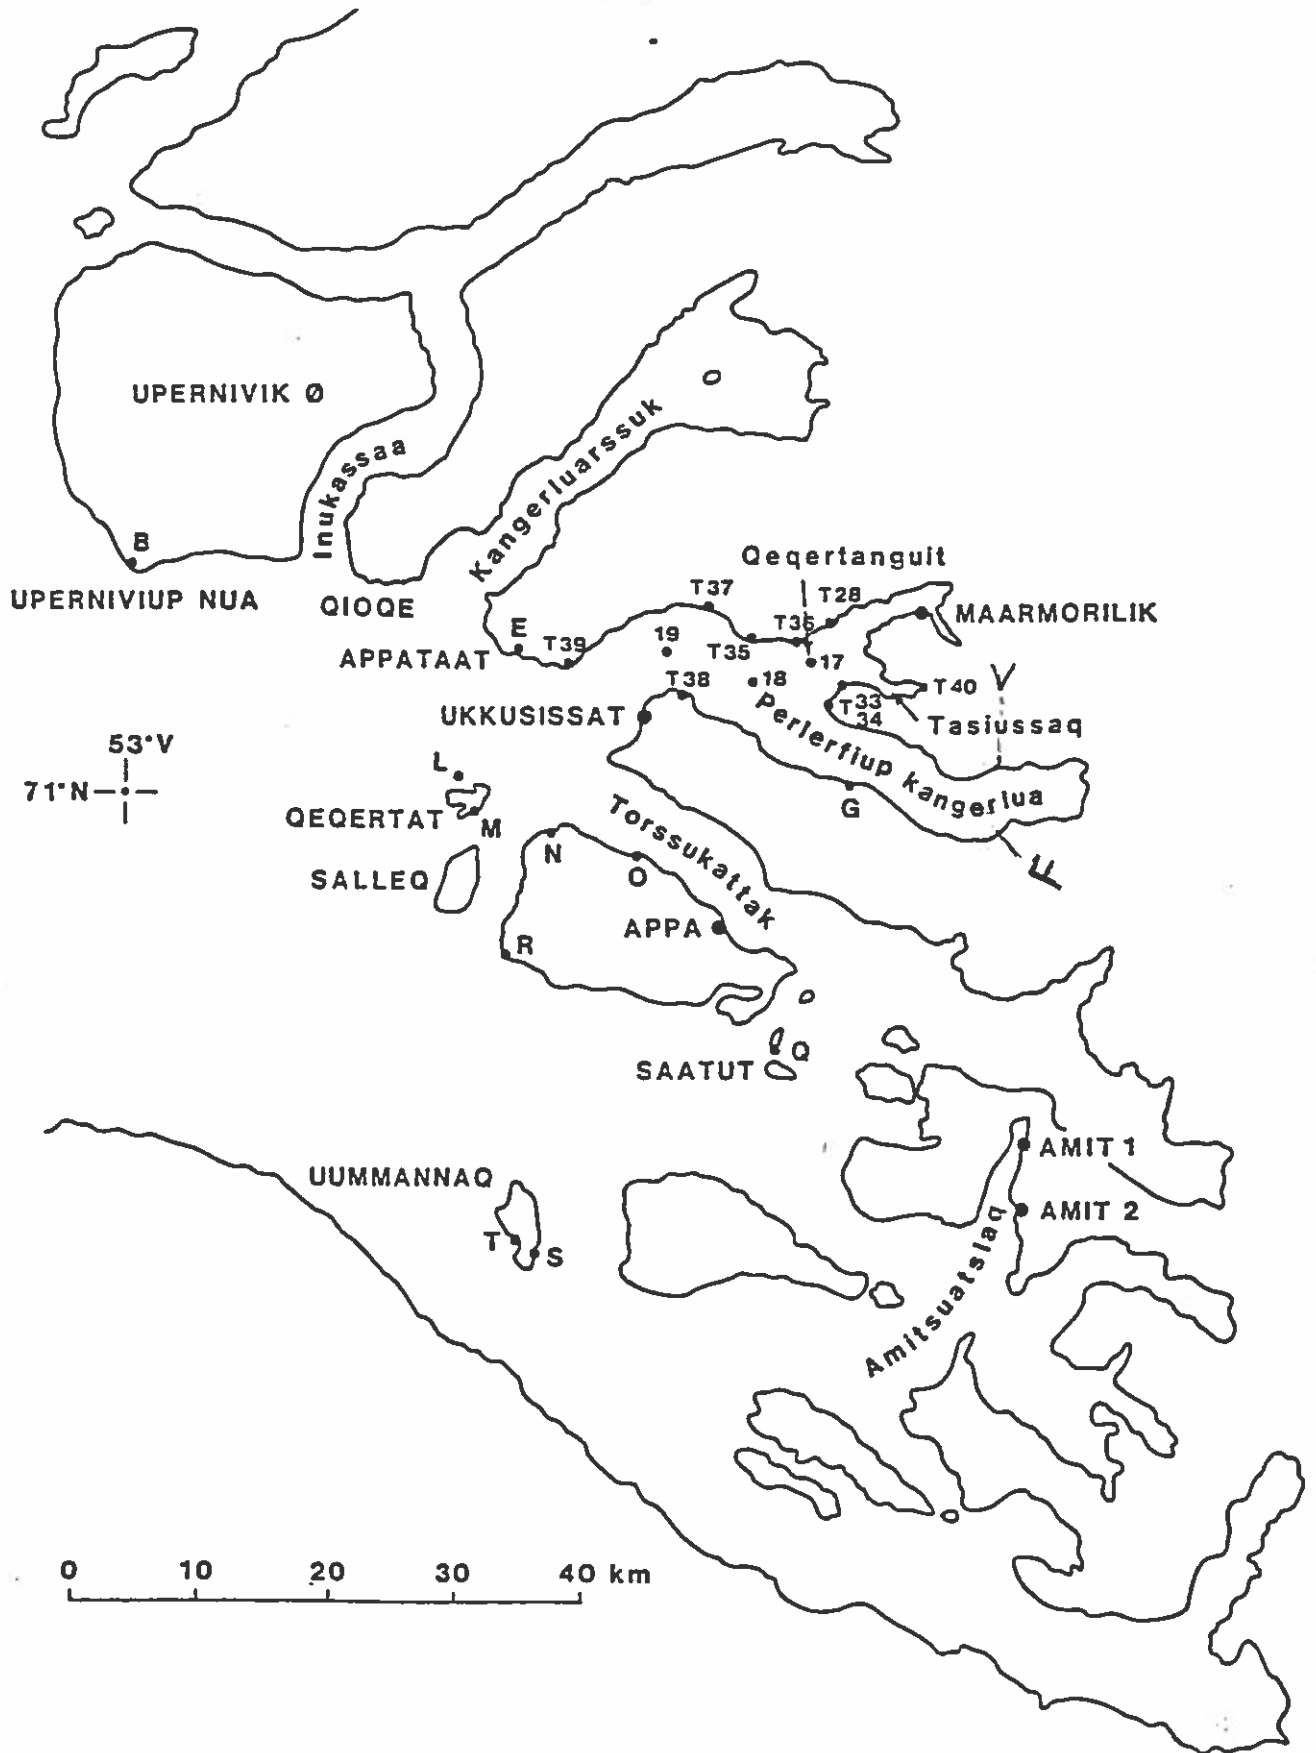 UPERNIVIK Ø
Inukassaa
Kangerluarssuk
B
UPERNIVIUP NUA
QIOQE
Qeqertanguit
T37
T28
T36
MAARMORILIK
E
T39
19
T35
17
APPATAAT
T38
18
T40
T33
34
UKKUSISSAT
Perlerfiup kangerlua
Tasiussaq
V
53°V
71°N
L
QEQERTAT
M
G
Torssukattak
N
O
F
SALLEQ
APPA
R
Q
SAATUT
AMIT 1
UUMMANNAQ
AMIT 2
T
S
Amitsuatsiaq
0 10 20 30 40 km